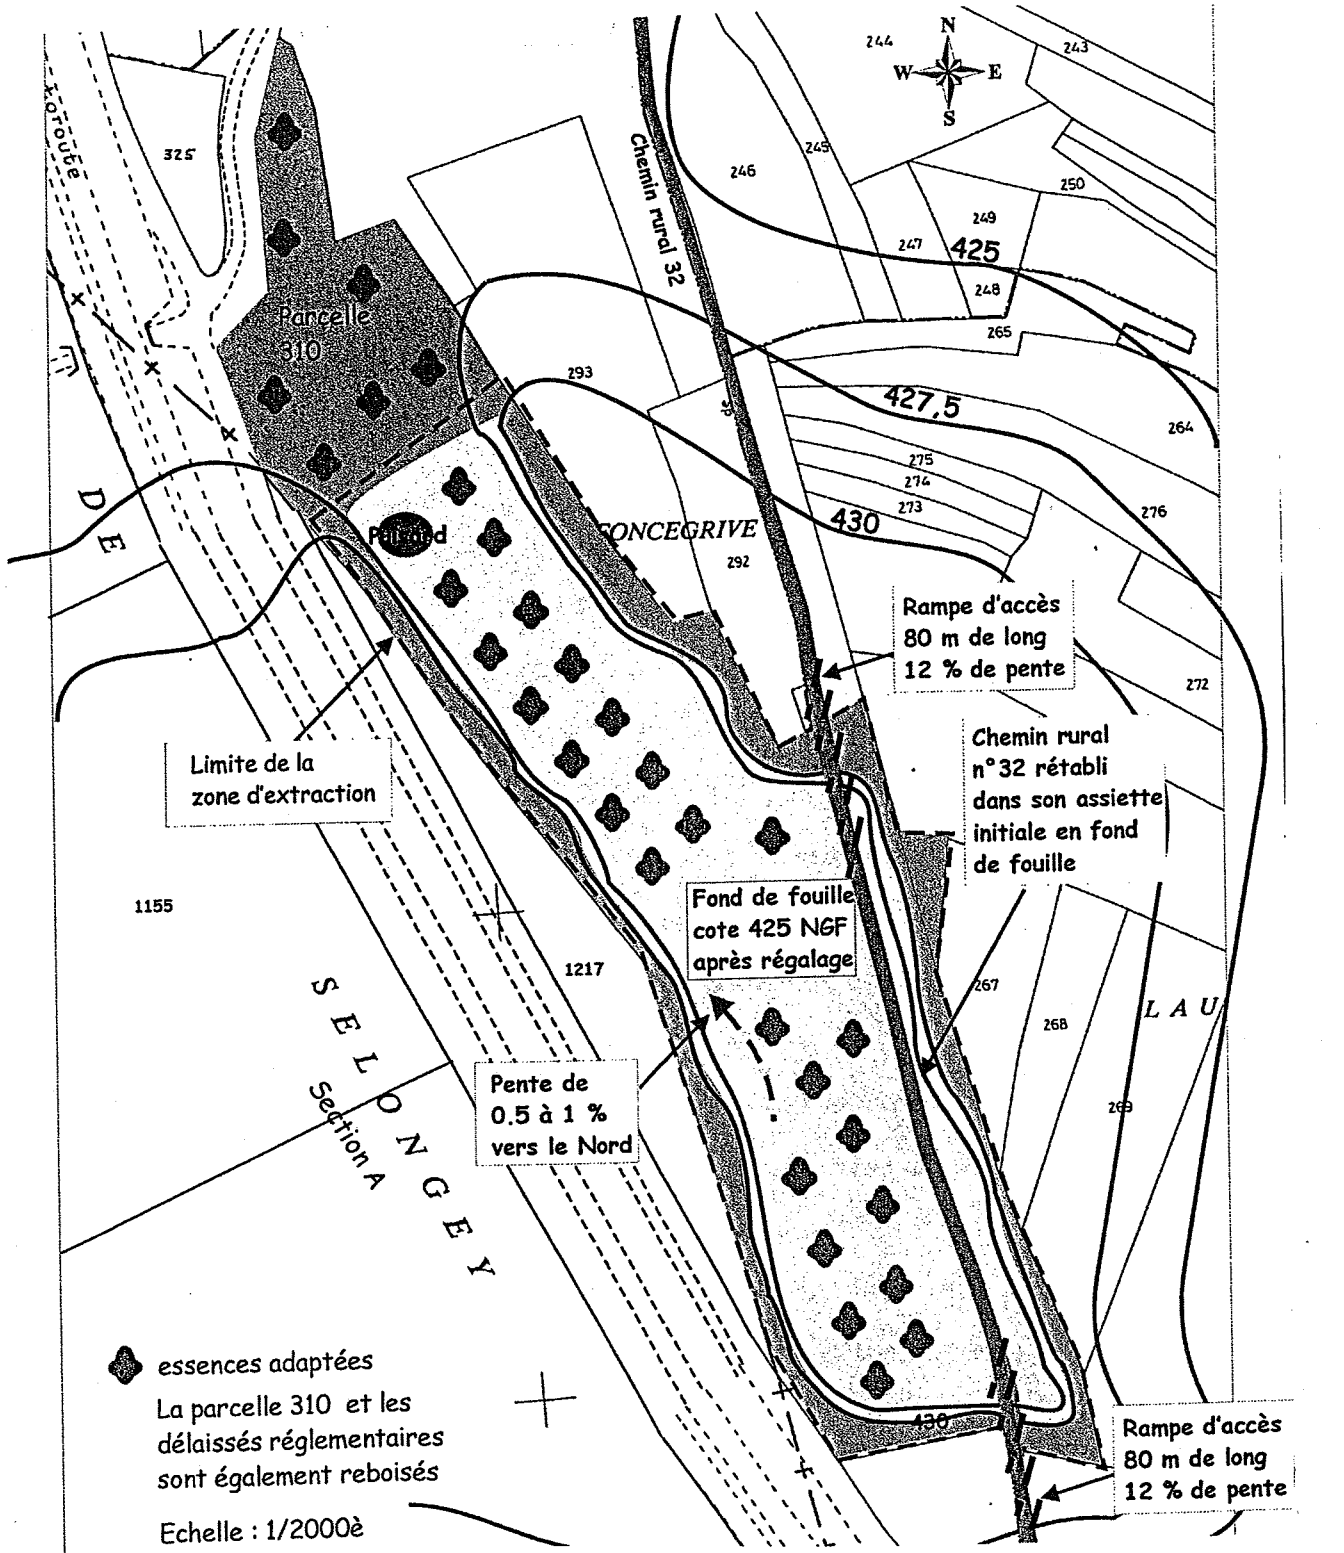 N
W E
S
244
243
325
Chemin rural 32
246
245
250
249
247
425
248
265
Parcelle
310
293
427,5
264
275
274
273
430
276
DE
Puisard
FONCEGRIVE
292
Rampe d'accès
80 m de long
12 % de pente
272
Limite de la
zone d'extraction
Chemin rural
n°32 rétabli
dans son assiette
initiale en fond
de fouille
1155
Fond de fouille
cote 425 NGF
après régalage
1217
267
268
LAU
SELONGEY
Section A
Pente de
0.5 à 1 %
vers le Nord
269
essences adaptées
La parcelle 310 et les
délaissés réglementaires
sont également reboisés
430
Rampe d'accès
80 m de long
12 % de pente
Echelle : 1/2000è